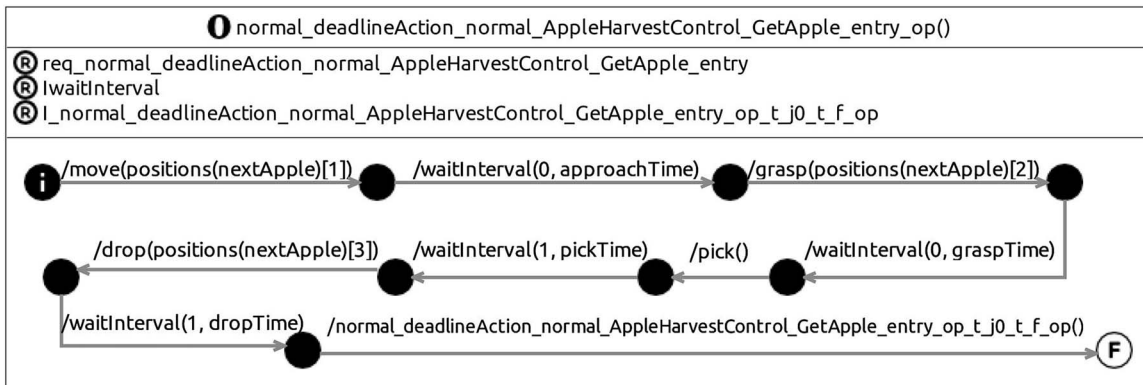 O normal_deadlineAction_normal_AppleHarvestControl_GetApple_entry_op()
R req_normal_deadlineAction_normal_AppleHarvestControl_GetApple_entry
R IwaitInterval
R I_normal_deadlineAction_normal_AppleHarvestControl_GetApple_entry_op_t_j0_t_f_op
i /move(positions(nextApple)[1]) /waitInterval(0, approachTime) /grasp(positions(nextApple)[2])
/drop(positions(nextApple)[3]) /waitInterval(1, pickTime) /pick() /waitInterval(0, graspTime)
/waitInterval(1, dropTime) /normal_deadlineAction_normal_AppleHarvestControl_GetApple_entry_op_t_j0_t_f_op() F